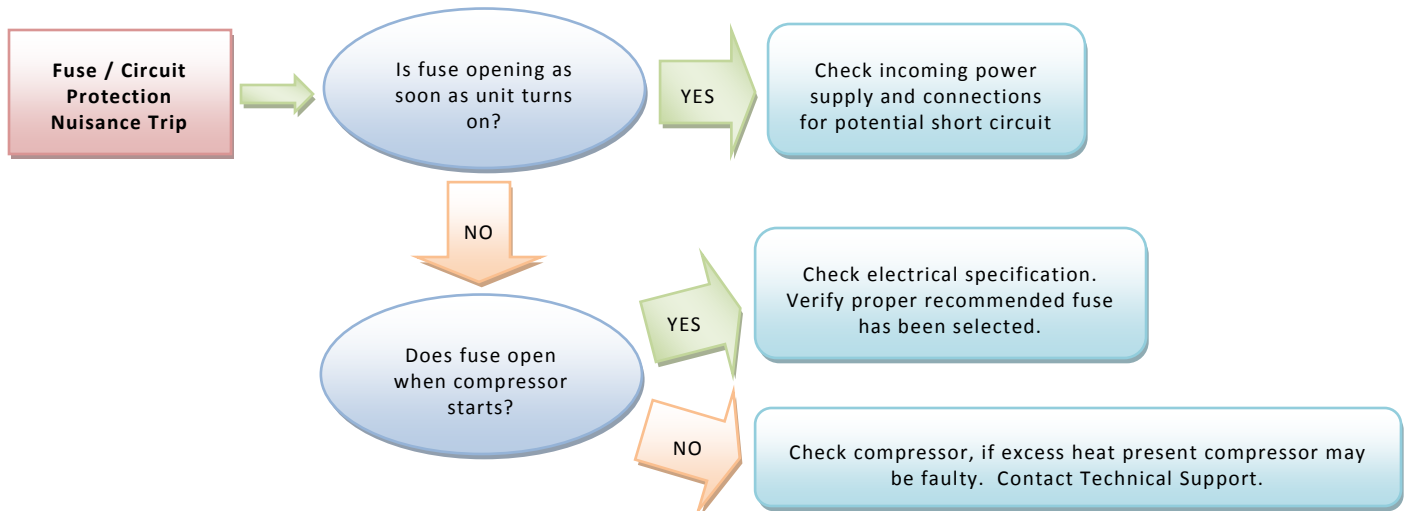 Fuse / Circuit
Protection
Nuisance Trip
Is fuse opening as
soon as unit turns
on?
YES
Check incoming power
supply and connections
for potential short circuit
NO
Does fuse open
when compressor
starts?
YES
Check electrical specification.
Verify proper recommended fuse
has been selected.
NO
Check compressor, if excess heat present compressor may
be faulty.  Contact Technical Support.